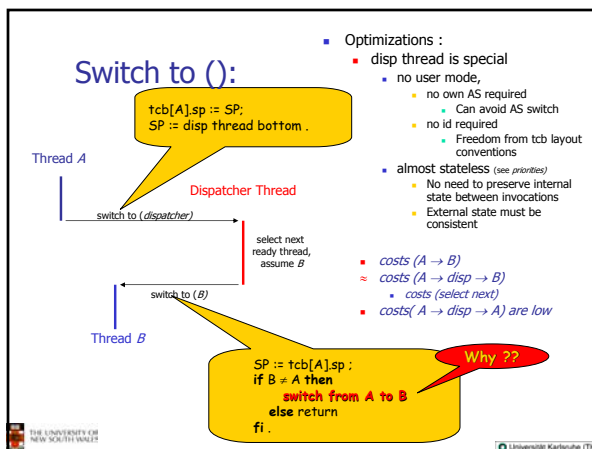 Switch to ():
tcb[A].sp := SP;
SP := disp thread bottom .
Thread A
Dispatcher Thread
switch to (dispatcher)
select next
ready thread,
assume B
switch to (B)
Thread B
SP := tcb[A].sp ;
if B ≠ A then
switch from A to B
else return
fi .
Why ??
Optimizations :
disp thread is special
no user mode,
no own AS required
Can avoid AS switch
no id required
Freedom from tcb layout
conventions
almost stateless (see priorities)
No need to preserve internal
state between invocations
External state must be
consistent
costs (A → B)
≈ costs (A → disp → B)
costs (select next)
costs( A → disp → A) are low
THE UNIVERSITY OF
NEW SOUTH WALES
© Universität Karlsruhe (TH)